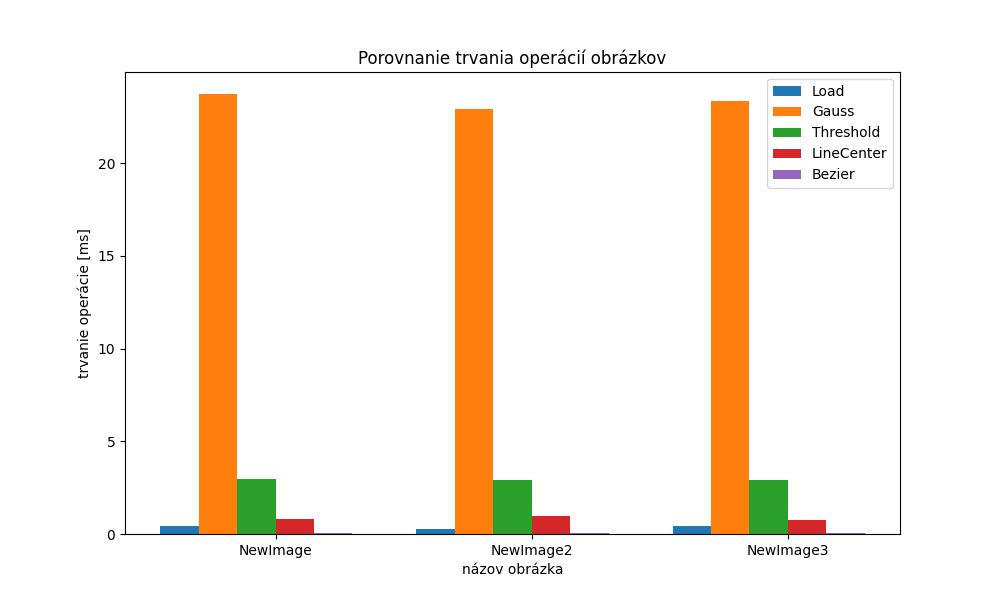 Porovnanie trvania operácií obrázkov
Load
Gauss
Threshold
LineCenter
Bezier
trvanie operácie [ms]
20
15
10
5
0
NewImage
NewImage2
NewImage3
názov obrázka